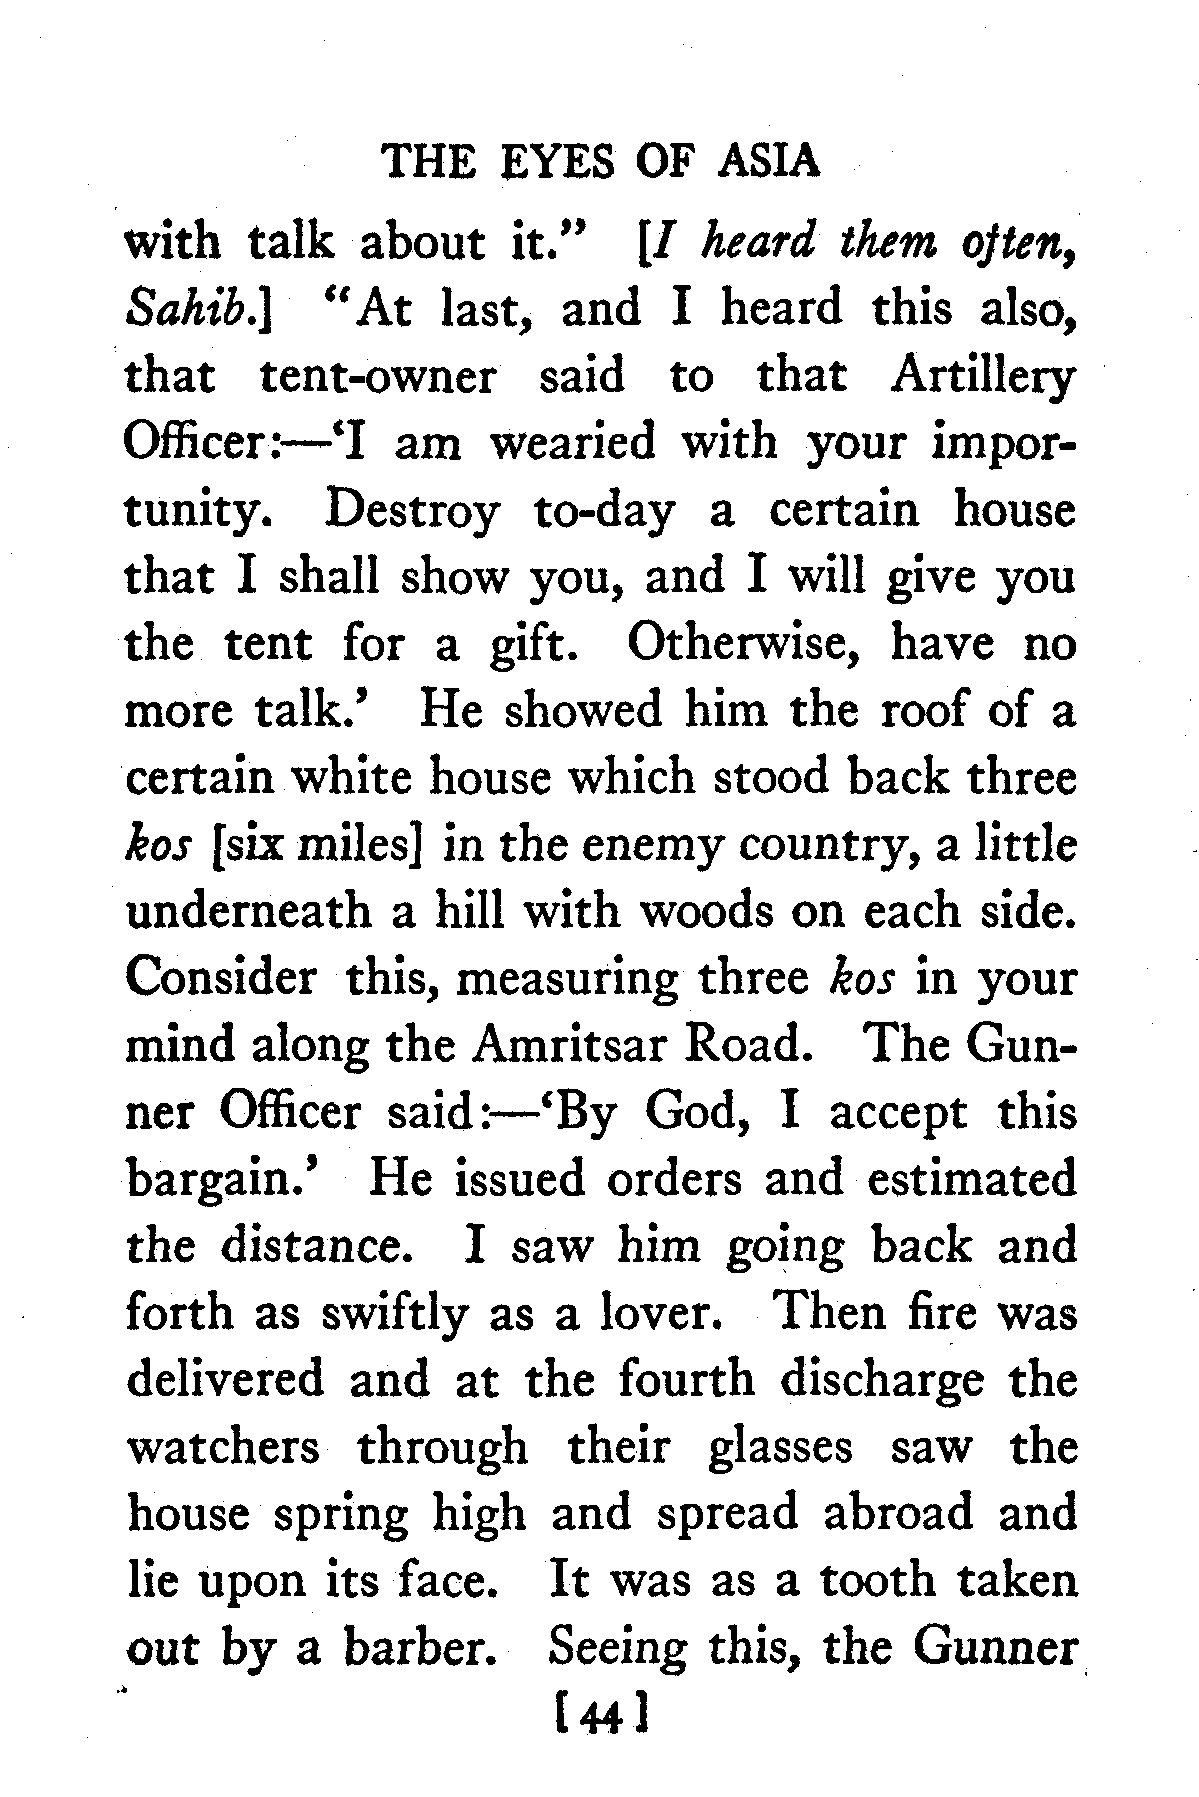 THE EYES OF ASIA
with talk about it.” [I heard them often,
Sahib.] “At last, and I heard this also,
that tent-owner said to that Artillery
Officer:—‘I am wearied with your impor-
tunity. Destroy to-day a certain house
that I shall show you, and I will give you
the tent for a gift. Otherwise, have no
more talk.’ He showed him the roof of a
certain white house which stood back three
kos [six miles] in the enemy country, a little
underneath a hill with woods on each side.
Consider this, measuring three kos in your
mind along the Amritsar Road. The Gun-
ner Officer said:—‘By God, I accept this
bargain.’ He issued orders and estimated
the distance. I saw him going back and
forth as swiftly as a lover. Then fire was
delivered and at the fourth discharge the
watchers through their glasses saw the
house spring high and spread abroad and
lie upon its face. It was as a tooth taken
out by a barber. Seeing this, the Gunner
[44]